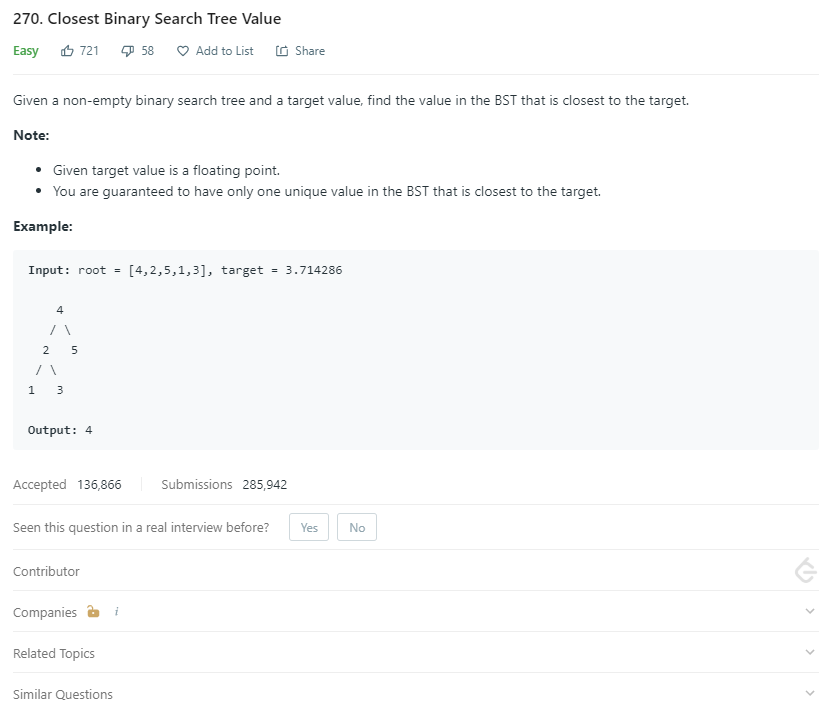 270. Closest Binary Search Tree Value
Easy 721 58 Add to List Share
Given a non-empty binary search tree and a target value, find the value in the BST that is closest to the target.
Note:
• Given target value is a floating point.
• You are guaranteed to have only one unique value in the BST that is closest to the target.
Example:
Input: root = [4,2,5,1,3], target = 3.714286
4
/ \
2 5
/ \
1 3
Output: 4
Accepted 136,866 Submissions 285,942
Seen this question in a real interview before? Yes No
Contributor
Companies i
Related Topics
Similar Questions